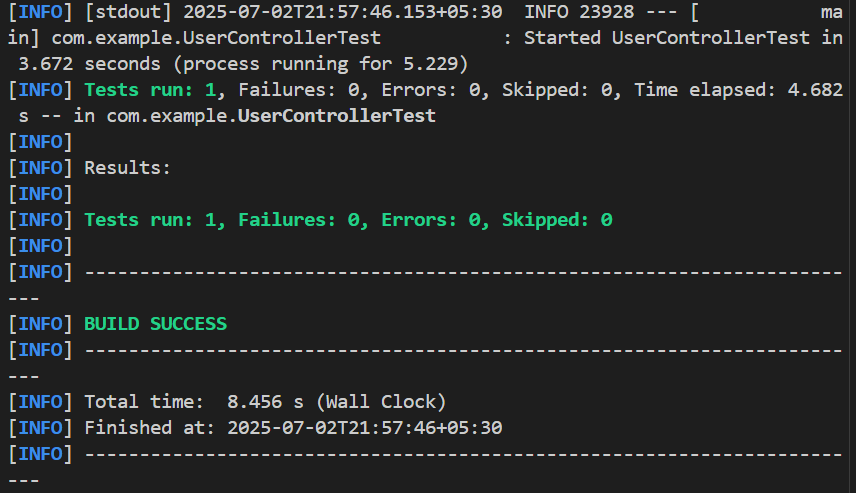 [INFO] [stdout] 2025-07-02T21:57:46.153+05:30  INFO 23928 --- [           ma
in] com.example.UserControllerTest           : Started UserControllerTest in
 3.672 seconds (process running for 5.229)
[INFO] Tests run: 1, Failures: 0, Errors: 0, Skipped: 0, Time elapsed: 4.682
 s -- in com.example.UserControllerTest
[INFO]
[INFO] Results:
[INFO]
[INFO] Tests run: 1, Failures: 0, Errors: 0, Skipped: 0
[INFO]
[INFO] ---------------------------------------------------------------------
---
[INFO] BUILD SUCCESS
[INFO] ---------------------------------------------------------------------
---
[INFO] Total time:  8.456 s (Wall Clock)
[INFO] Finished at: 2025-07-02T21:57:46+05:30
[INFO] ---------------------------------------------------------------------
---